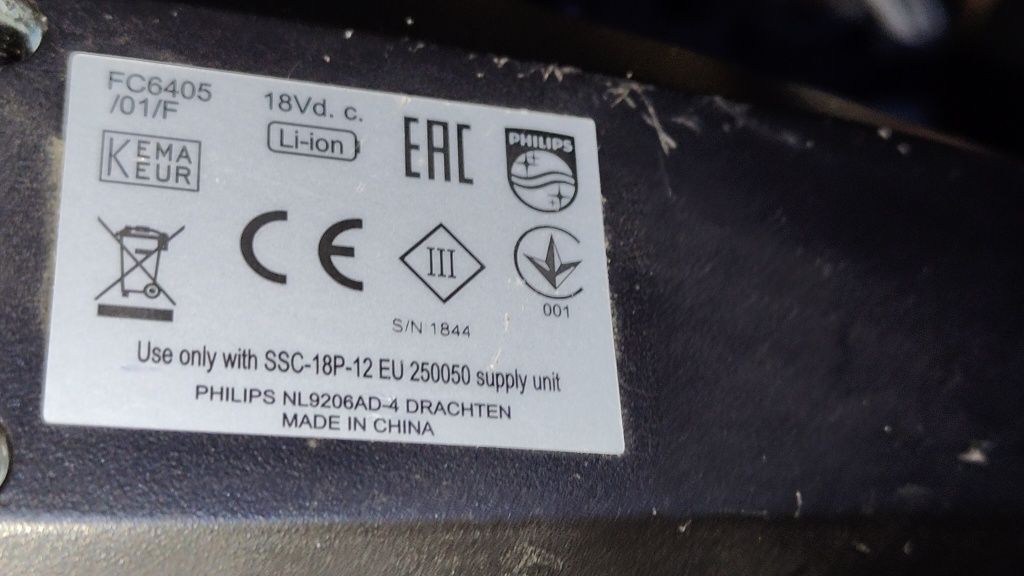 FC6405
/01/F
18Vd. c.
Li-ion
KEMA
EUR
EAC
PHILIPS
CE
III
001
S/N 1844
Use only with SSC-18P-12 EU 250050 supply unit
PHILIPS NL9206AD-4 DRACHTEN
MADE IN CHINA